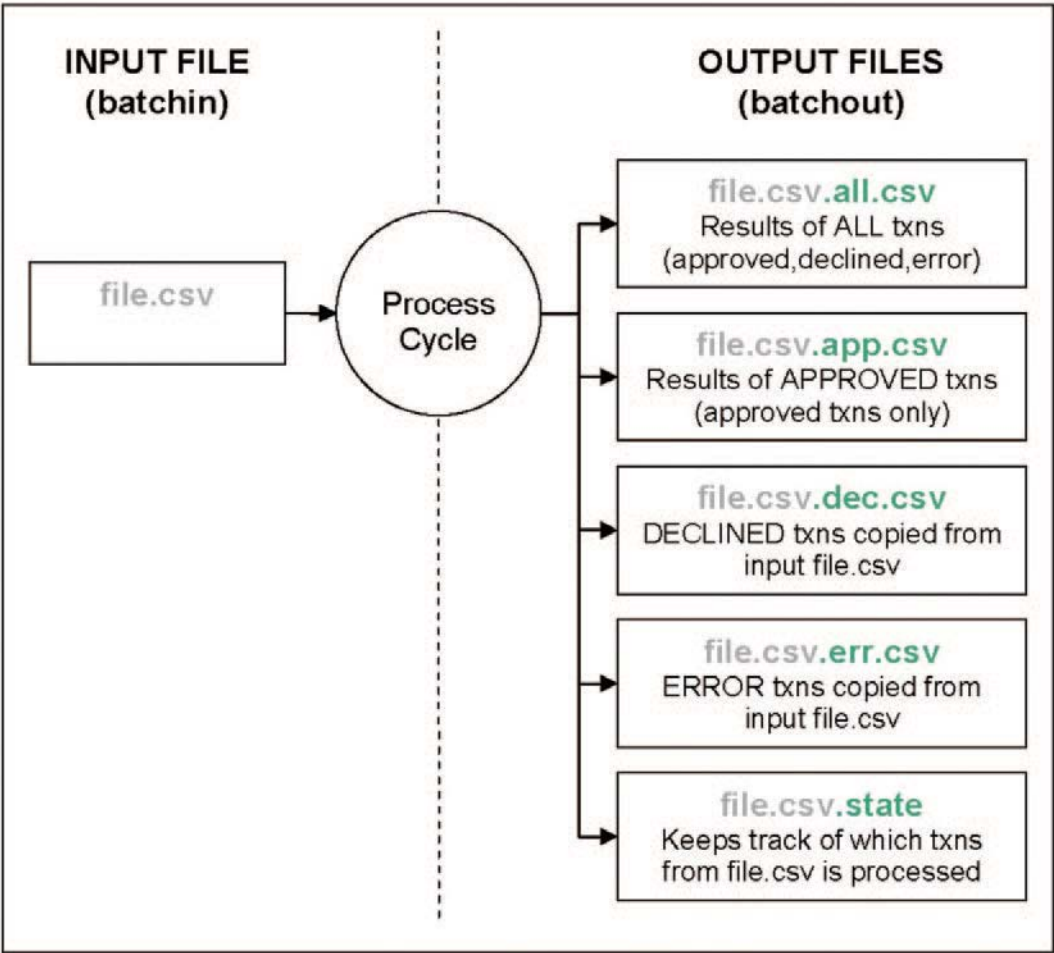 INPUT FILE
(batchin)
OUTPUT FILES
(batchout)
file.csv
Process
Cycle
file.csv.all.csv
Results of ALL txns
(approved,declined,error)
file.csv.app.csv
Results of APPROVED txns
(approved txns only)
file.csv.dec.csv
DECLINED txns copied from
input file.csv
file.csv.err.csv
ERROR txns copied from
input file.csv
file.csv.state
Keeps track of which txns
from file.csv is processed